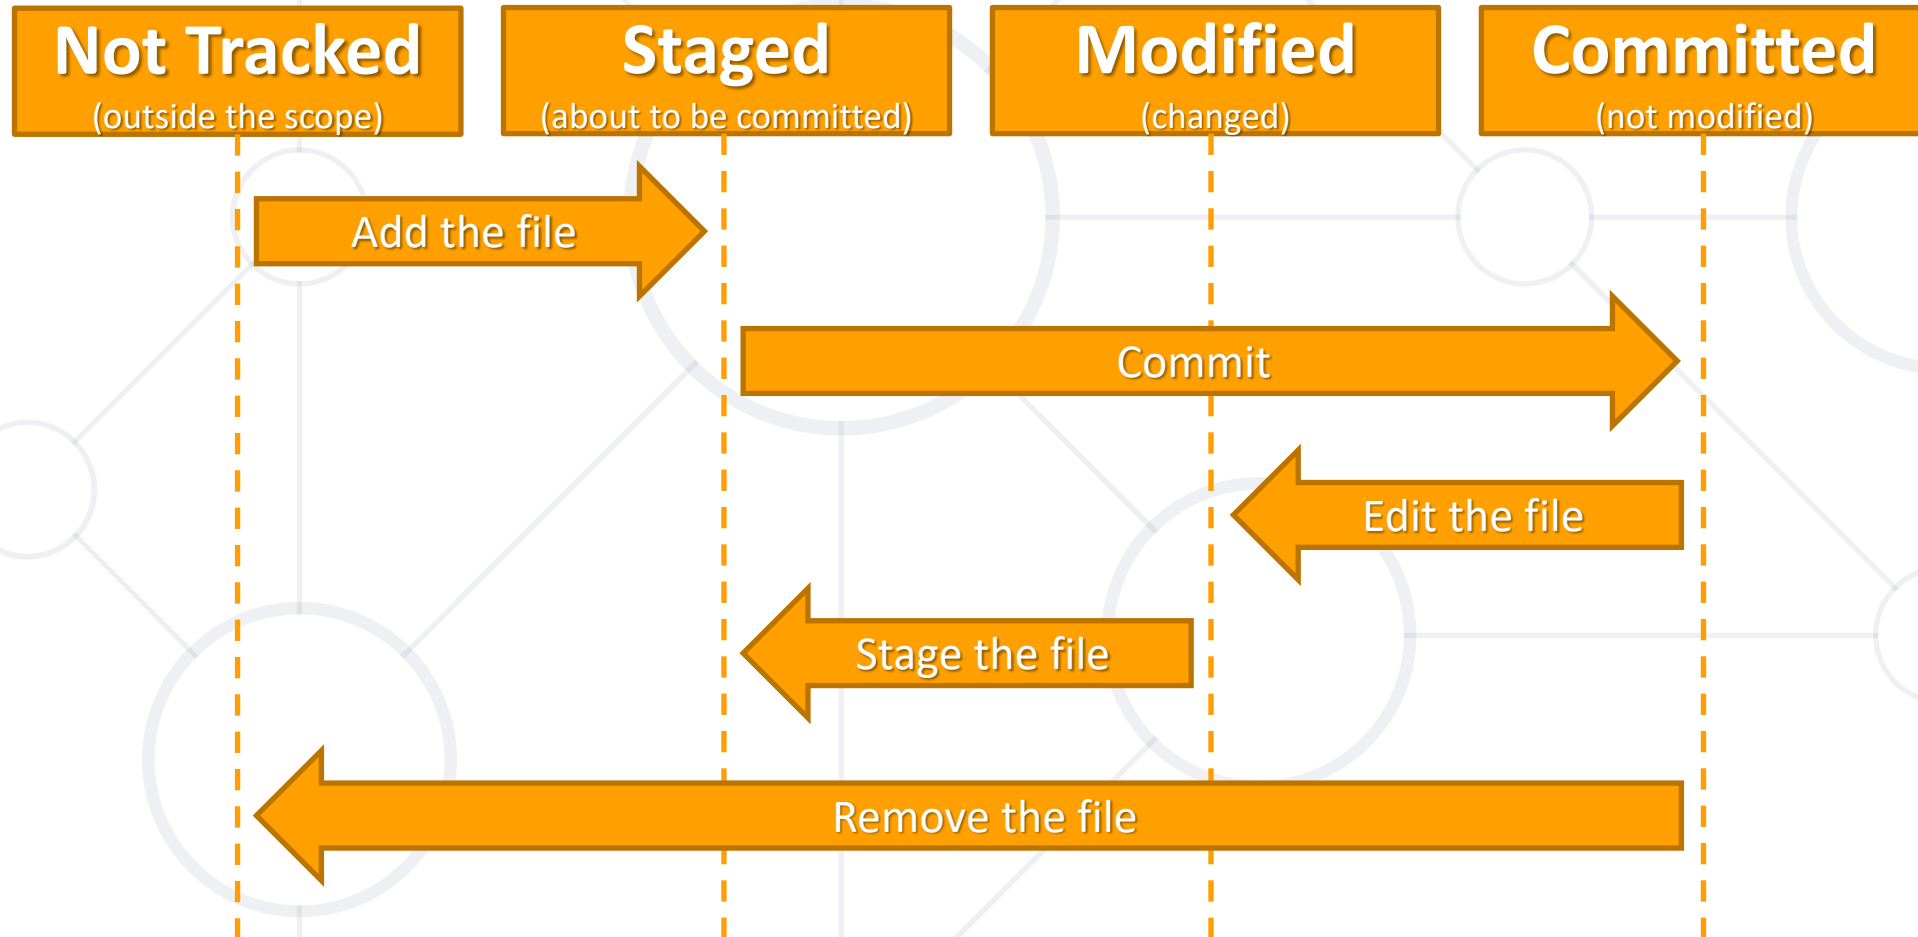 Not Tracked
(outside the scope)
Staged
(about to be committed)
Modified
(changed)
Committed
(not modified)
Add the file
Commit
Edit the file
Stage the file
Remove the file